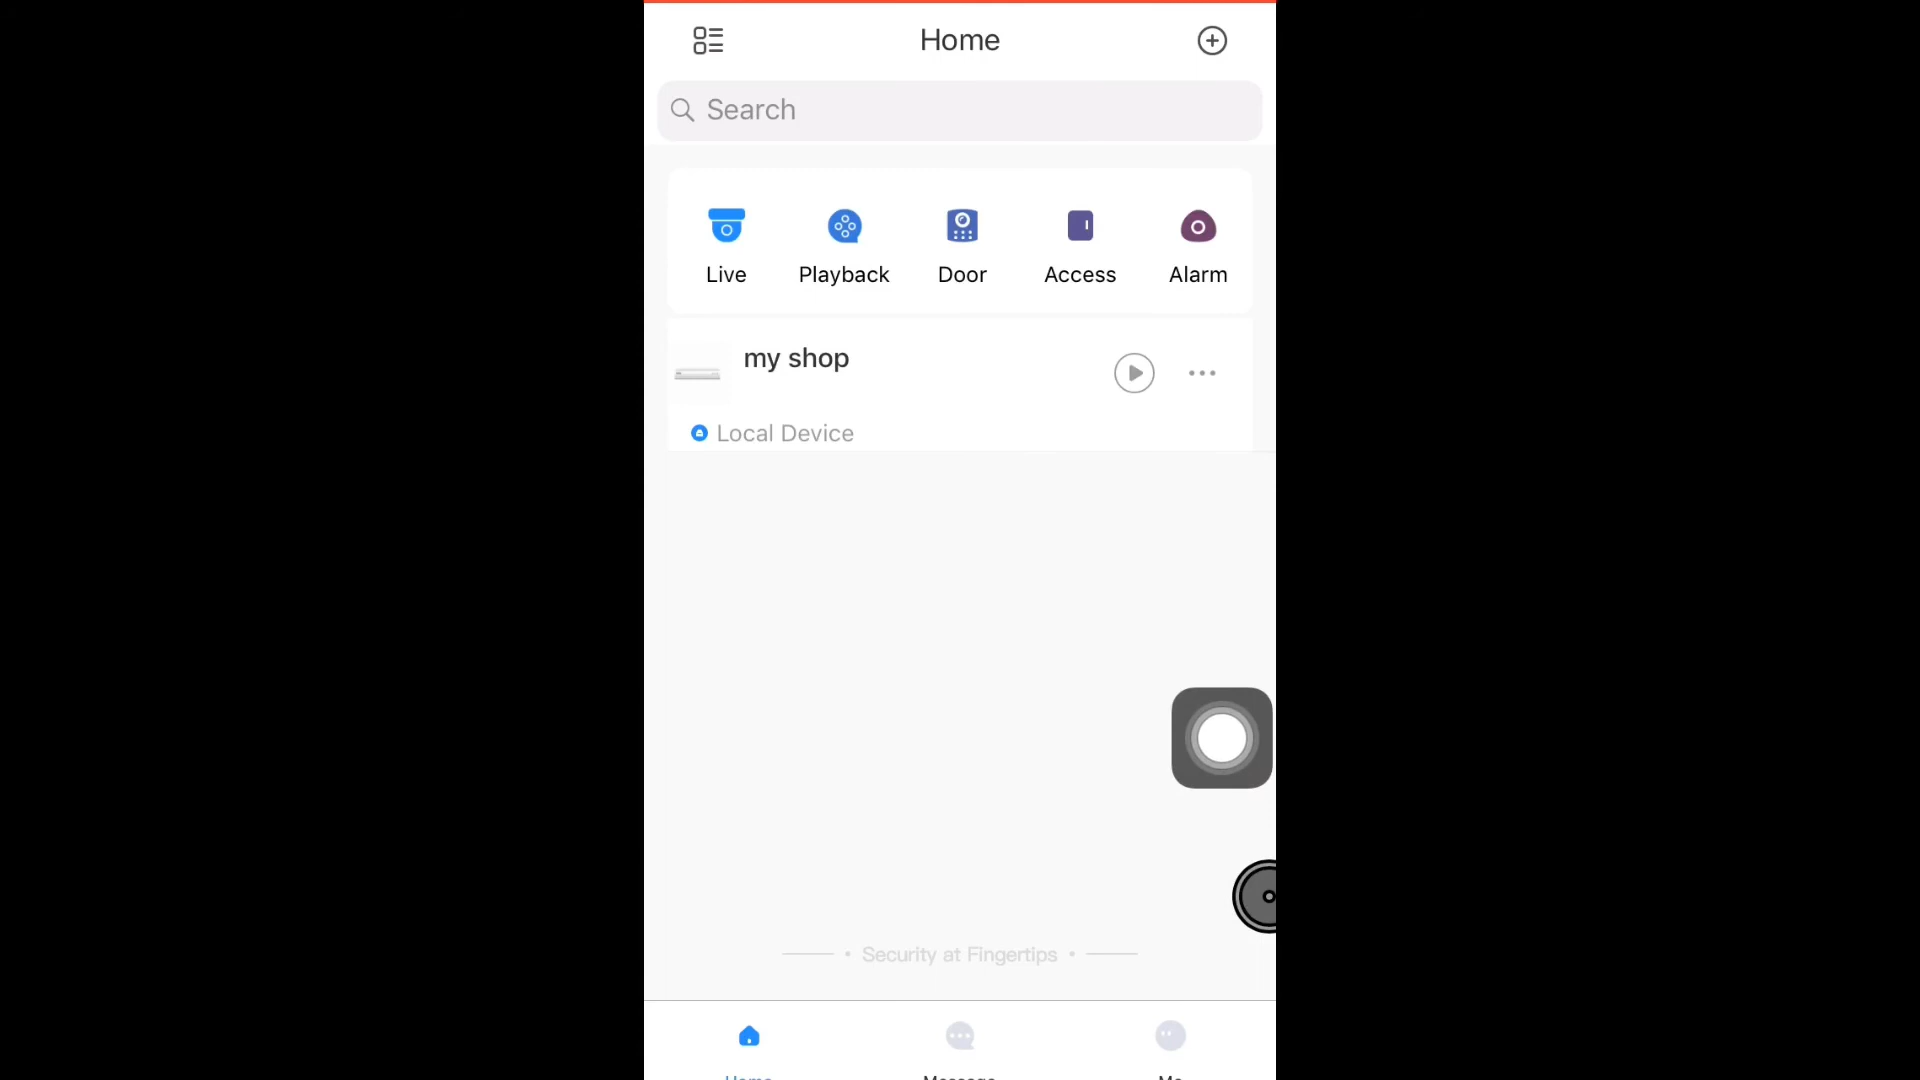 Home
Search
Live
Playback
Door
Access
Alarm
my shop
Local Device
Security at Fingertips
Home
Message
Me